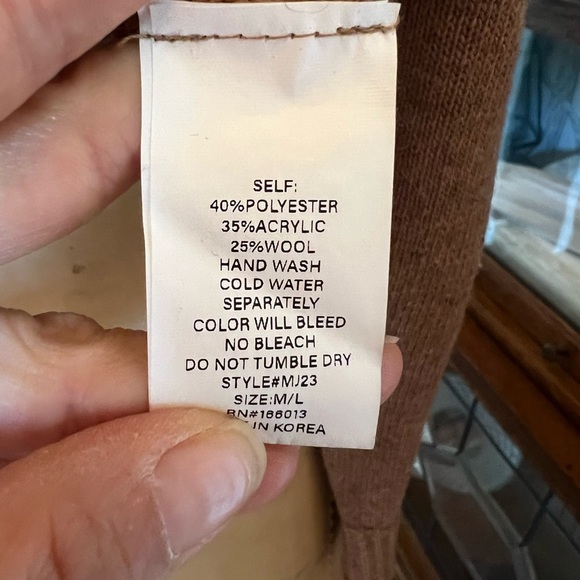 SELF:
40%POLYESTER
35%ACRYLIC
25%WOOL
HAND WASH
COLD WATER
SEPARATELY
COLOR WILL BLEED
NO BLEACH
DO NOT TUMBLE DRY
STYLE#MJ23
SIZE:M/L
RN#166013
IN KOREA